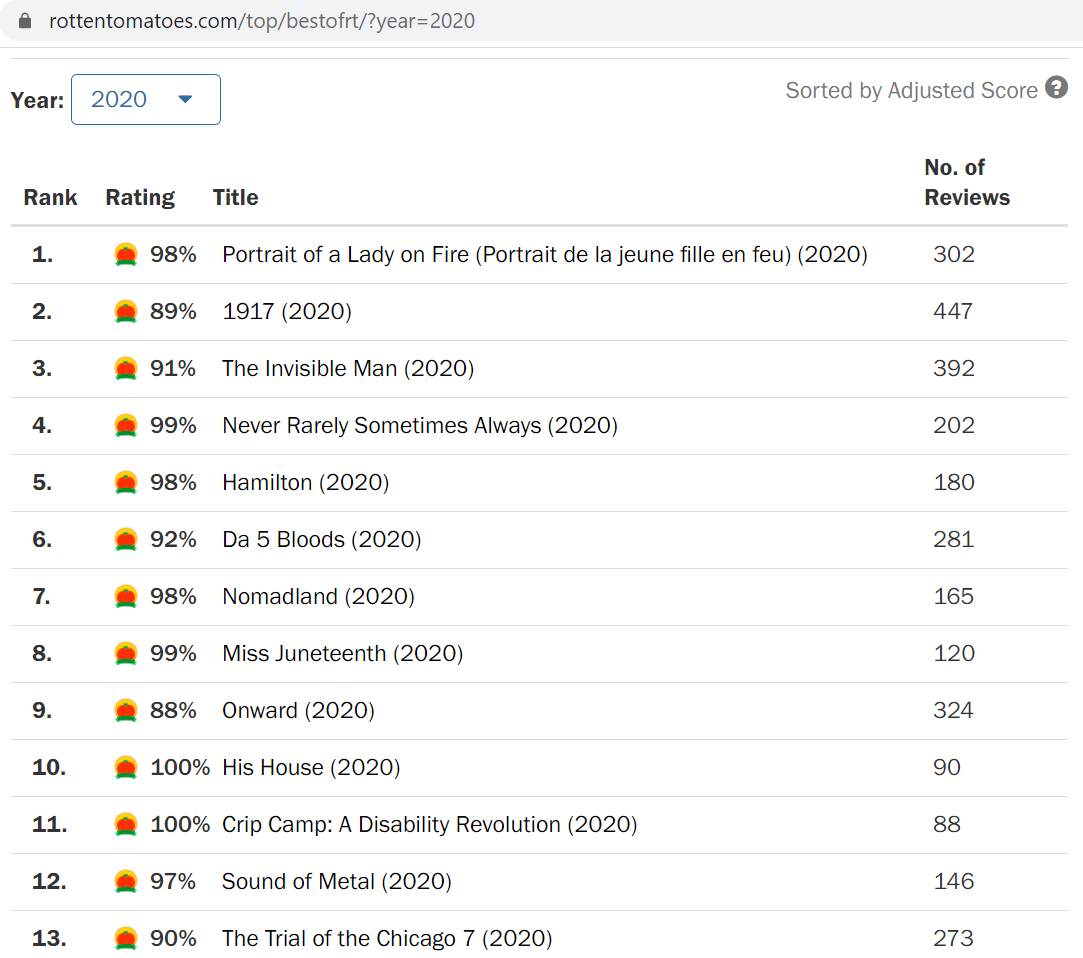 rottentomatoes.com/top/bestofrt/?year=2020
Year: 2020
Sorted by Adjusted Score ?
Rank Rating Title No. of Reviews
1. 98% Portrait of a Lady on Fire (Portrait de la jeune fille en feu) (2020) 302
2. 89% 1917 (2020) 447
3. 91% The Invisible Man (2020) 392
4. 99% Never Rarely Sometimes Always (2020) 202
5. 98% Hamilton (2020) 180
6. 92% Da 5 Bloods (2020) 281
7. 98% Nomadland (2020) 165
8. 99% Miss Juneteenth (2020) 120
9. 88% Onward (2020) 324
10. 100% His House (2020) 90
11. 100% Crip Camp: A Disability Revolution (2020) 88
12. 97% Sound of Metal (2020) 146
13. 90% The Trial of the Chicago 7 (2020) 273